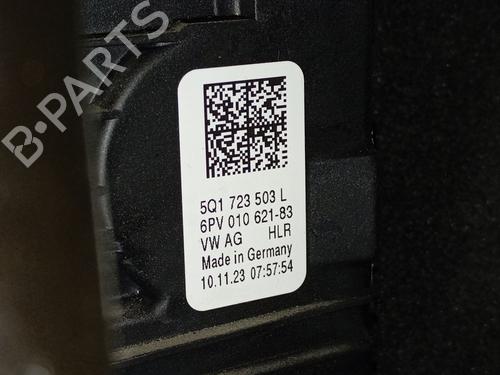 B-PARTS
5Q1 723 503 L
6PV 010 621-83
VW AG HLR
Made in Germany
10.11.23 07:57:54